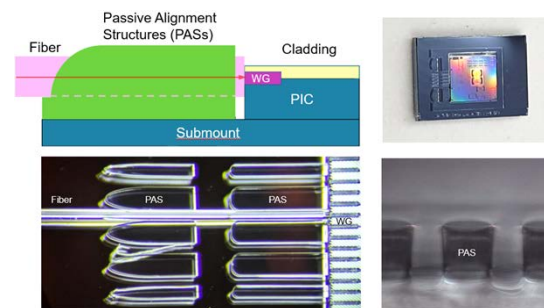 Passive Alignment
Structures (PASs)
Fiber
Cladding
WG
PIC
Submount
Fiber
PAS
PAS
WG
PAS